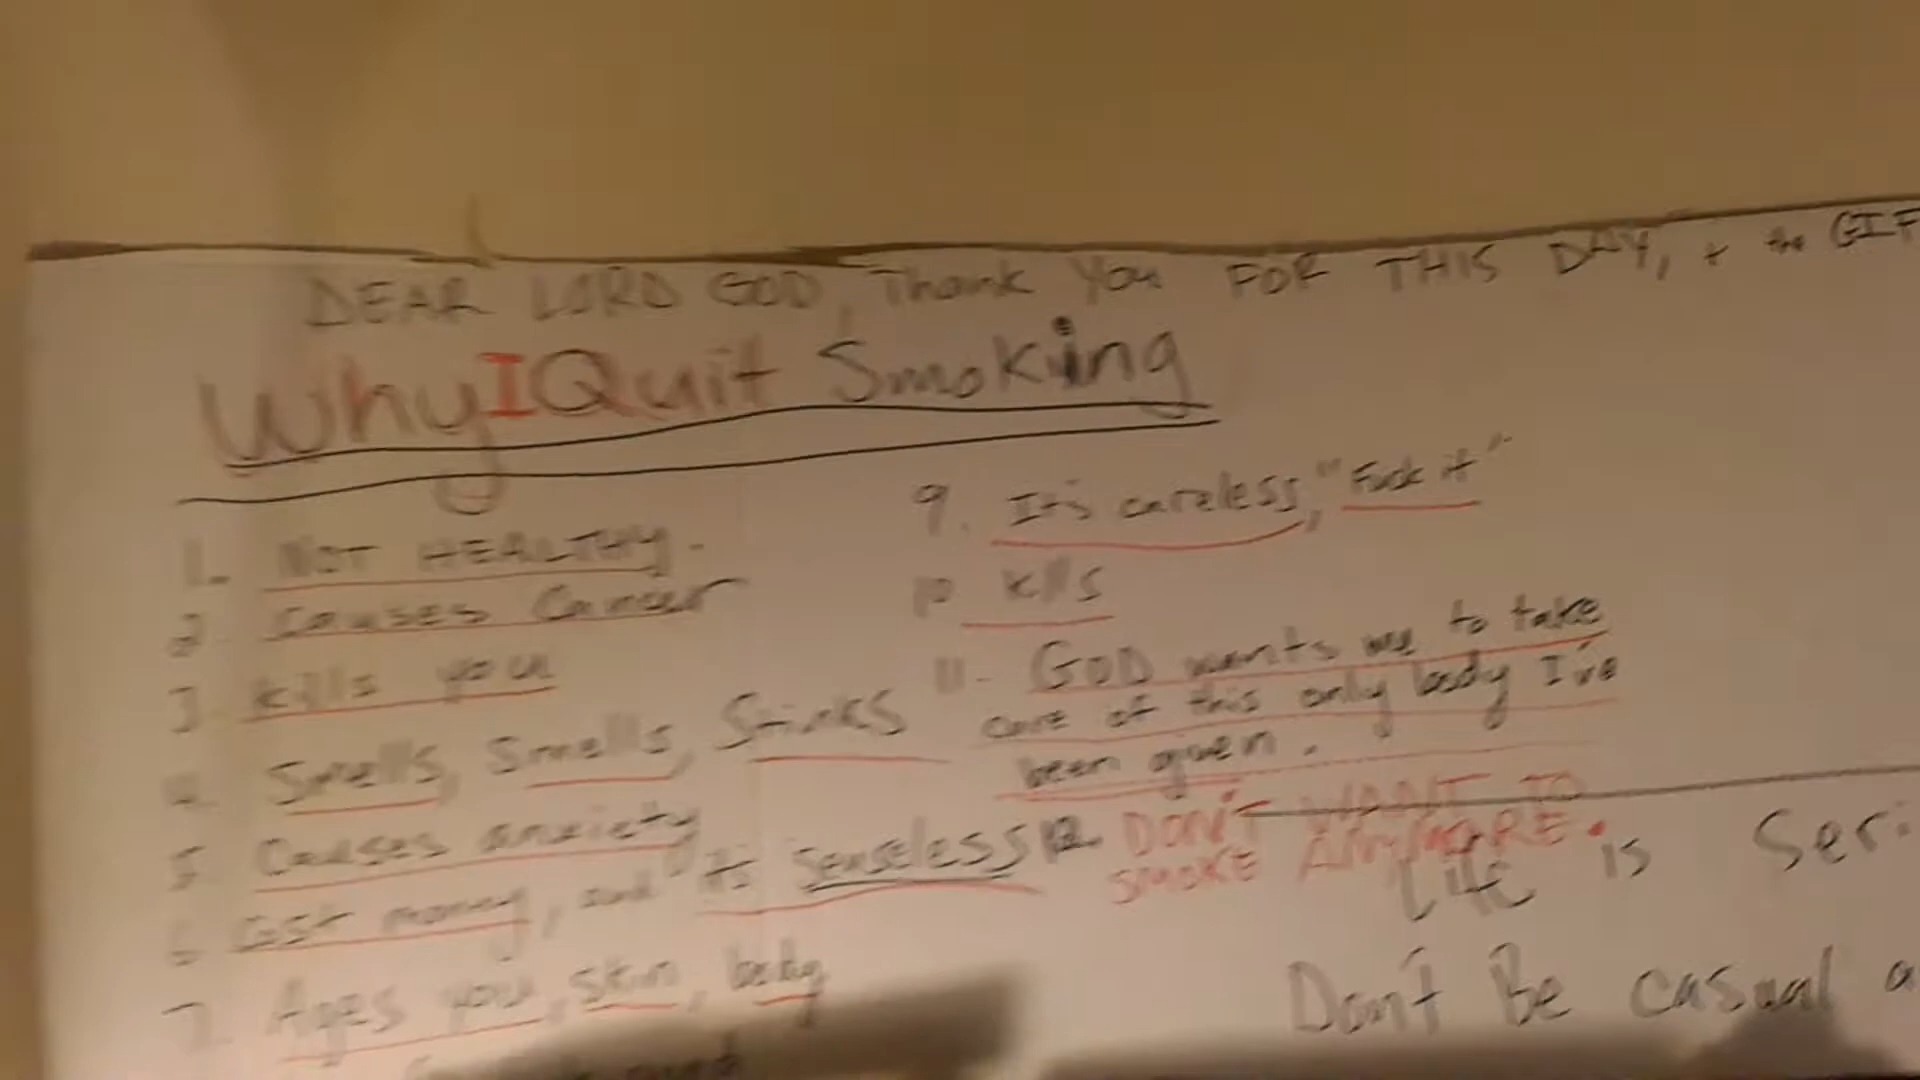 DEAR LORD GOD, Thank You FOR THIS DAY, + the GIF
Why I Quit Smoking
1. NOT HEALTHY.
2. Causes Cancer
3. Kills you
4. Smells, Smells, Stinks
5. Causes anxiety
6. Cost money, and it's senseless
7. Ages you, skin, body
9. It's careless, "Fuck it"
10 kills
11. GOD wants me to take
care of this only body I've
been given.
12. DON'T WANT TO
SMOKE ANYMORE.
Life is Seri
Don't Be casual a